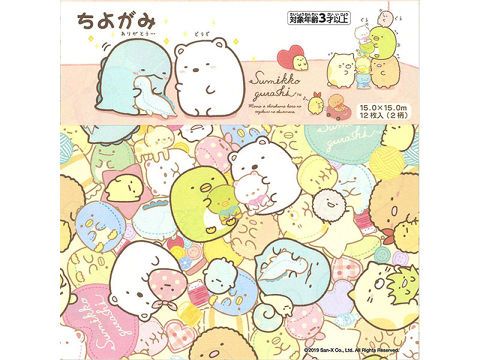 ちよがみ
ありがとう…
どうぞ
対象年齢3才以上
Sumikko
gurashi
15.0×15.0m
12枚入(2柄)
Sumikko
gurashi
©2019 San-X Co., Ltd. All Rights Reserved.